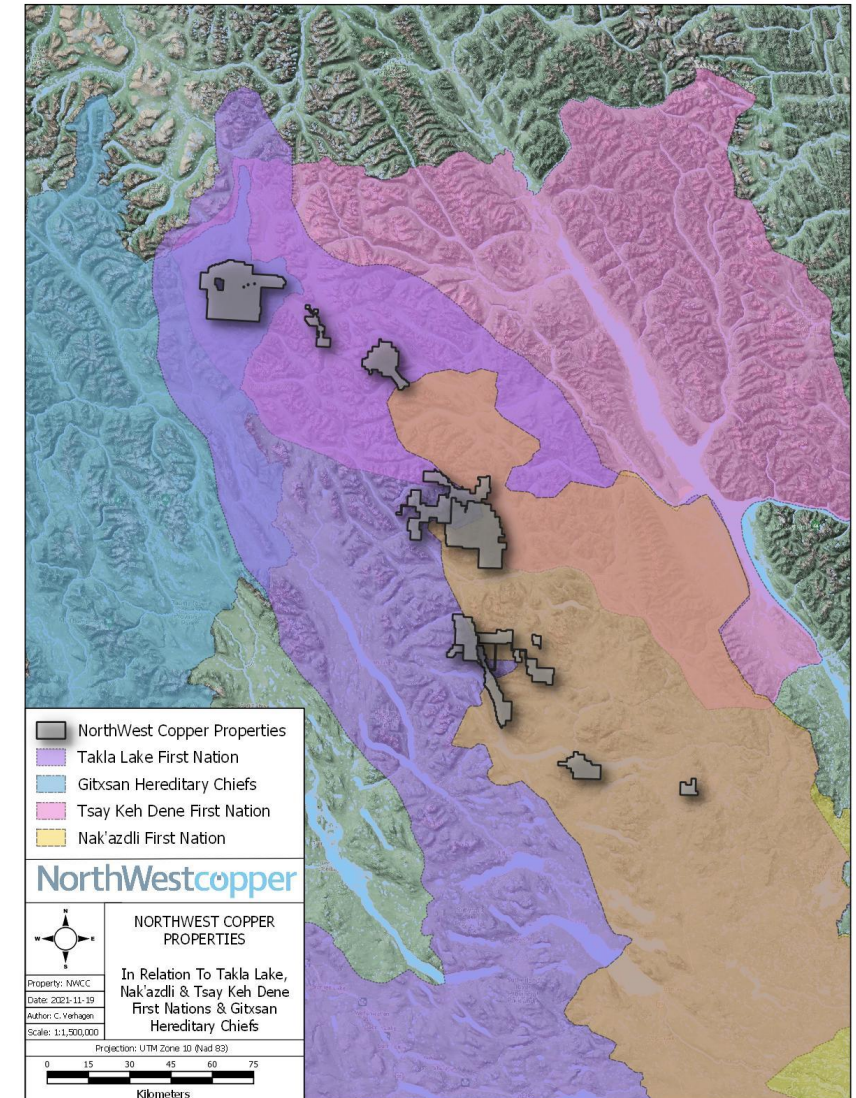 NorthWest Copper Properties
Takla Lake First Nation
Gitxsan Hereditary Chiefs
Tsay Keh Dene First Nation
Nak'azdli First Nation
NorthWestcopper
N
W E
S
NORTHWEST COPPER
PROPERTIES
In Relation To Takla Lake,
Nak'azdli & Tsay Keh Dene
First Nations & Gitxsan
Hereditary Chiefs
Property: NWCC
Date: 2021-11-19
Author: C. Verhagen
Scale: 1:1,500,000
Projection: UTM Zone 10 (Nad 83)
0 15 30 45 60 75
Kilometers